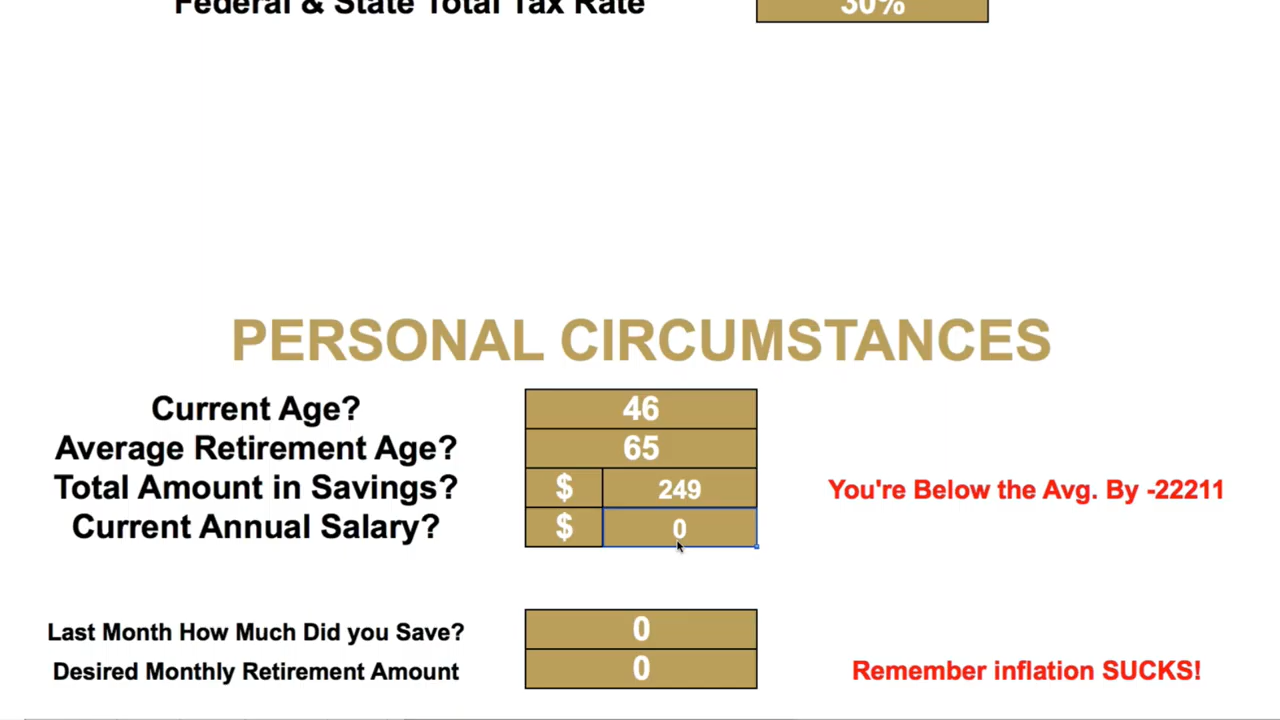 Federal & State Total Tax Rate 30%
PERSONAL CIRCUMSTANCES
Current Age? 46
Average Retirement Age? 65
Total Amount in Savings? $ 249 You're Below the Avg. By -22211
Current Annual Salary? $ 0
Last Month How Much Did you Save? 0
Desired Monthly Retirement Amount 0 Remember inflation SUCKS!